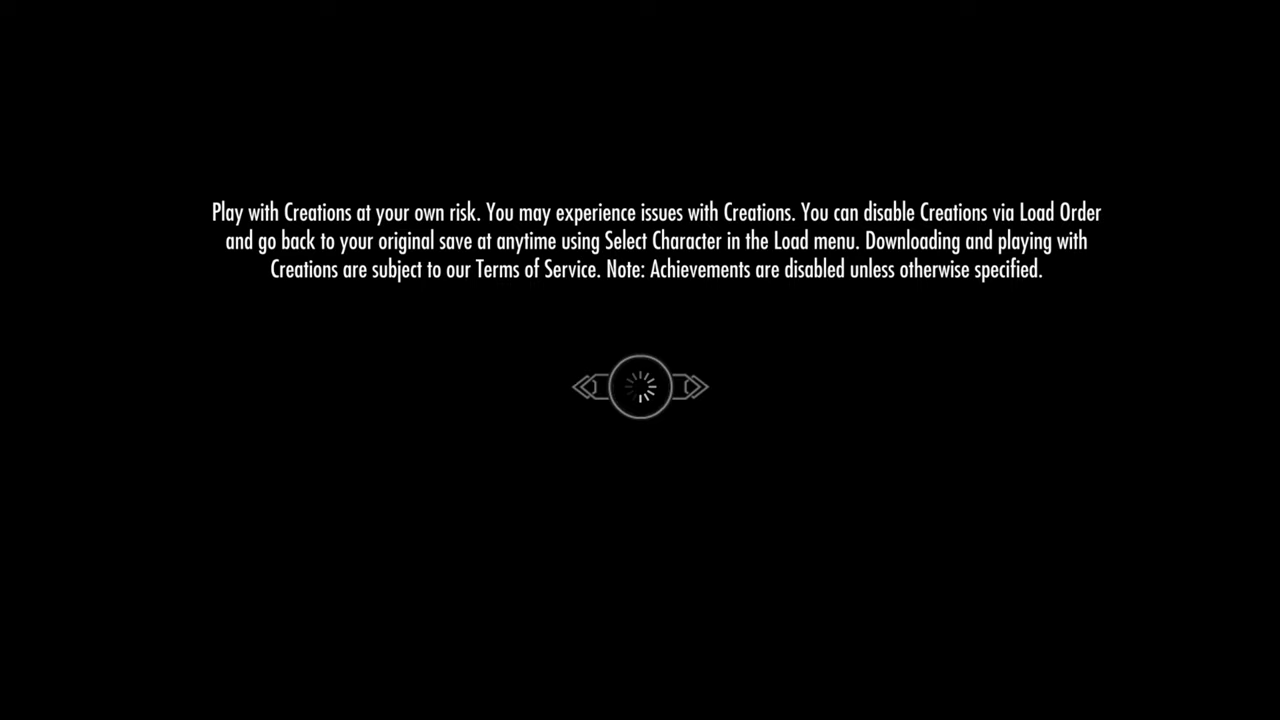 Play with Creations at your own risk. You may experience issues with Creations. You can disable Creations via Load Order
and go back to your original save at anytime using Select Character in the Load menu. Downloading and playing with
Creations are subject to our Terms of Service. Note: Achievements are disabled unless otherwise specified.